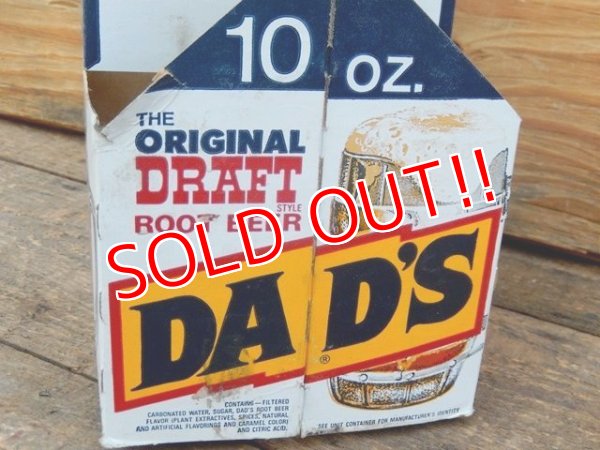 10 OZ.
THE
ORIGINAL
DRAFT
STYLE
ROOT BEER
SOLD OUT!!
DAD'S
®
CONTAINS—FILTERED
CARBONATED WATER, SUGAR, DAD'S ROOT BEER
FLAVOR (PLANT EXTRACTIVES, SPICES, NATURAL
AND ARTIFICIAL FLAVORINGS AND CARAMEL COLOR)
AND CITRIC ACID.
SEE UNIT CONTAINER FOR MANUFACTURER'S IDENTITY